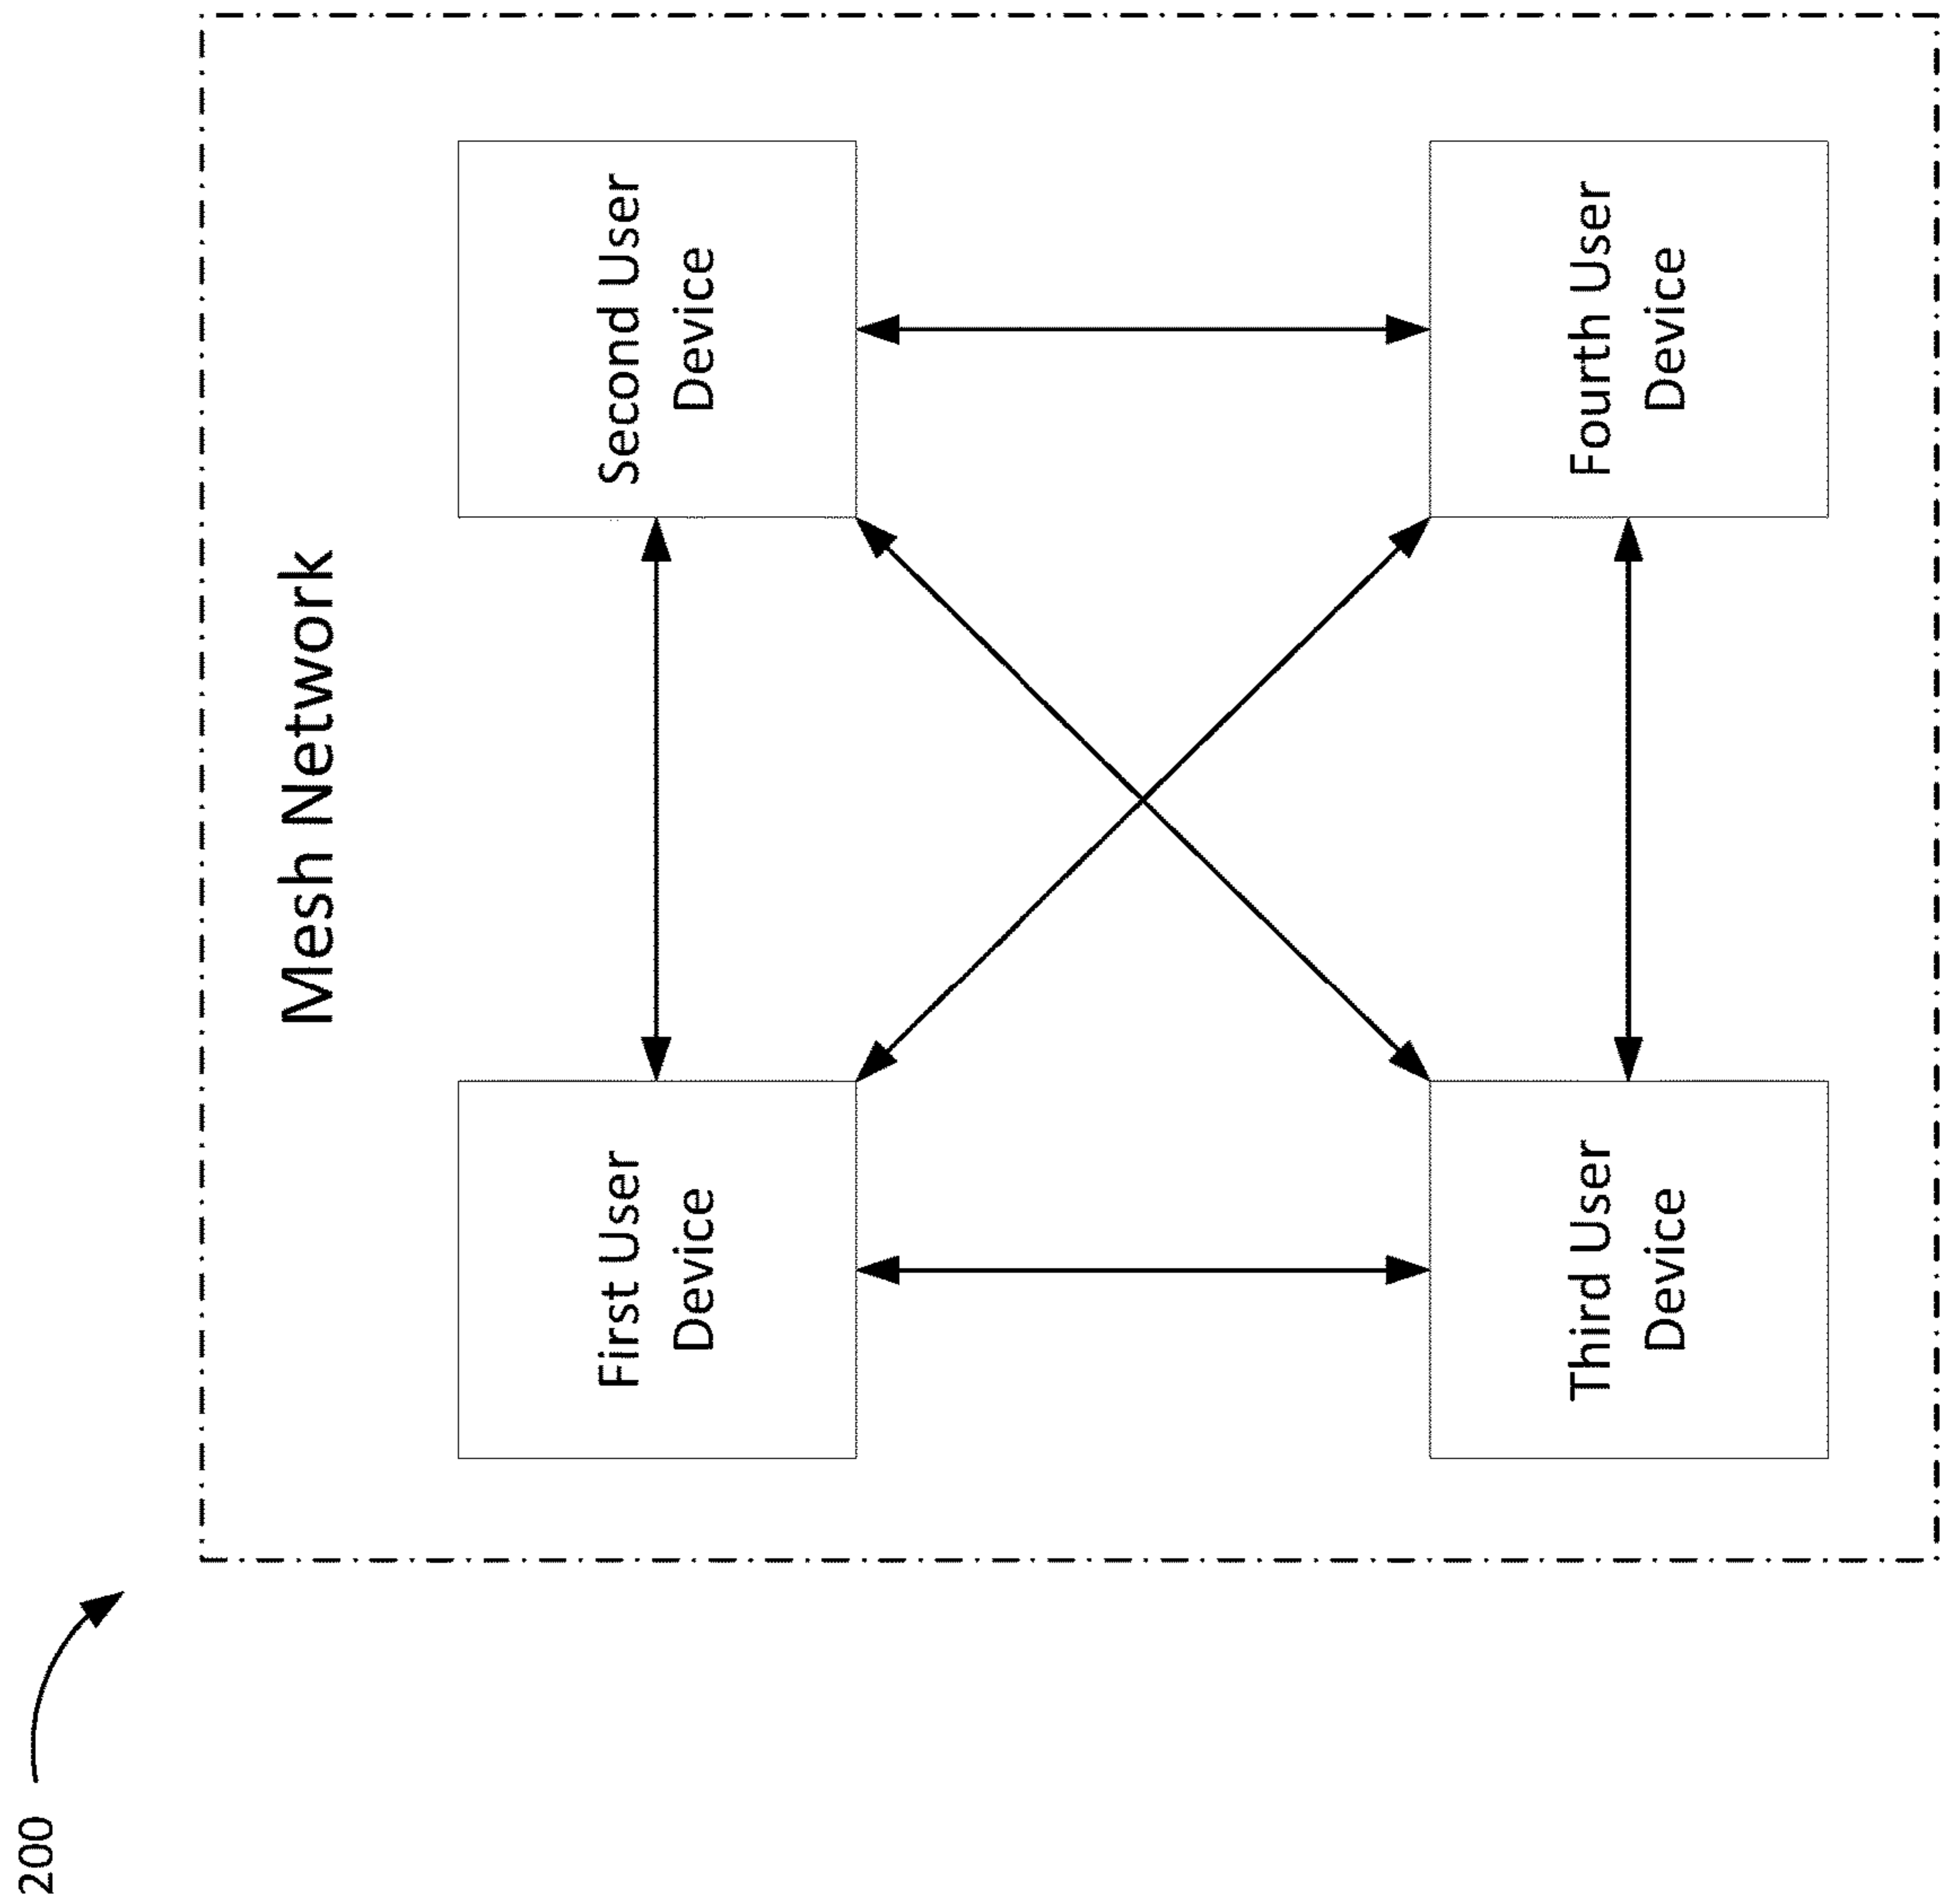 200
Mesh Network
First User
Device
Second User
Device
Third User
Device
Fourth User
Device